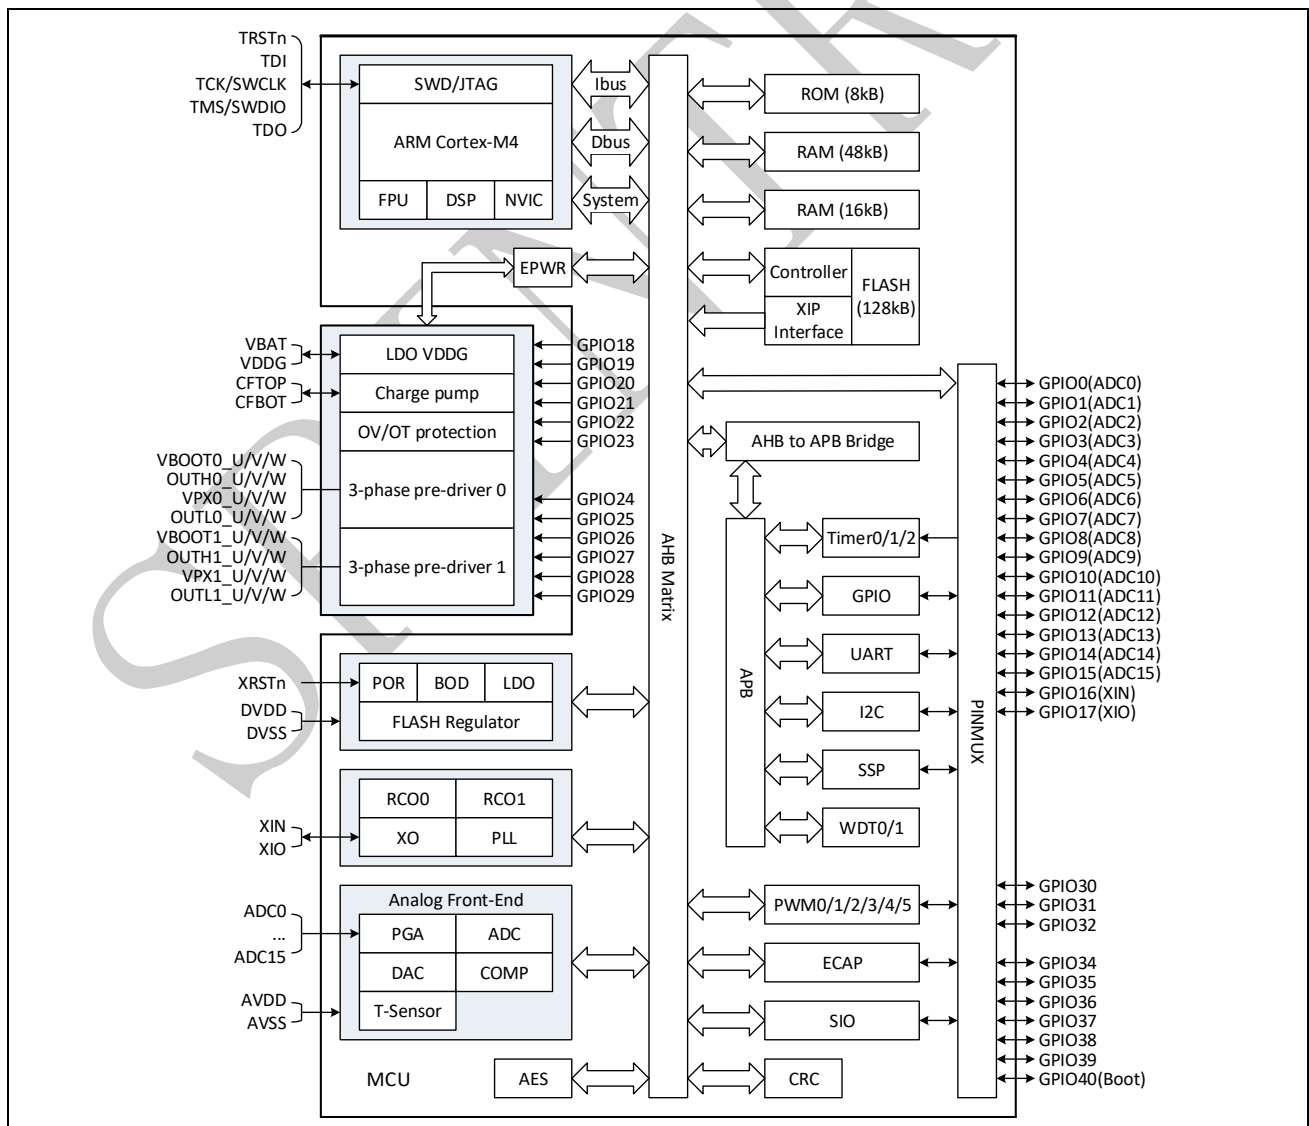 TRSTn
TDI
TCK/SWCLK
TMS/SWDIO
TDO
SWD/JTAG
ARM Cortex-M4
FPU
DSP
NVIC
Ibus
Dbus
System
EPWR
ROM (8kB)
RAM (48kB)
RAM (16kB)
Controller
XIP
Interface
FLASH
(128kB)
VBAT
VDDG
CFTOP
CFBOT
VBOOT0_U/V/W
OUTH0_U/V/W
VPX0_U/V/W
OUTL0_U/V/W
VBOOT1_U/V/W
OUTH1_U/V/W
VPX1_U/V/W
OUTL1_U/V/W
LDO VDDG
Charge pump
OV/OT protection
3-phase pre-driver 0
3-phase pre-driver 1
GPIO18
GPIO19
GPIO20
GPIO21
GPIO22
GPIO23
GPIO24
GPIO25
GPIO26
GPIO27
GPIO28
GPIO29
AHB Matrix
AHB to APB Bridge
APB
Timer0/1/2
GPIO
UART
I2C
SSP
WDT0/1
PINMUX
GPIO0(ADC0)
GPIO1(ADC1)
GPIO2(ADC2)
GPIO3(ADC3)
GPIO4(ADC4)
GPIO5(ADC5)
GPIO6(ADC6)
GPIO7(ADC7)
GPIO8(ADC8)
GPIO9(ADC9)
GPIO10(ADC10)
GPIO11(ADC11)
GPIO12(ADC12)
GPIO13(ADC13)
GPIO14(ADC14)
GPIO15(ADC15)
GPIO16(XIN)
GPIO17(XIO)
XRSTn
DVDD
DVSS
POR
BOD
LDO
FLASH Regulator
XIN
XIO
RCO0
RCO1
XO
PLL
ADC0
...
ADC15
AVDD
AVSS
Analog Front-End
PGA
ADC
DAC
COMP
T-Sensor
MCU
AES
PWM0/1/2/3/4/5
ECAP
SIO
CRC
GPIO30
GPIO31
GPIO32
GPIO34
GPIO35
GPIO36
GPIO37
GPIO38
GPIO39
GPIO40(Boot)